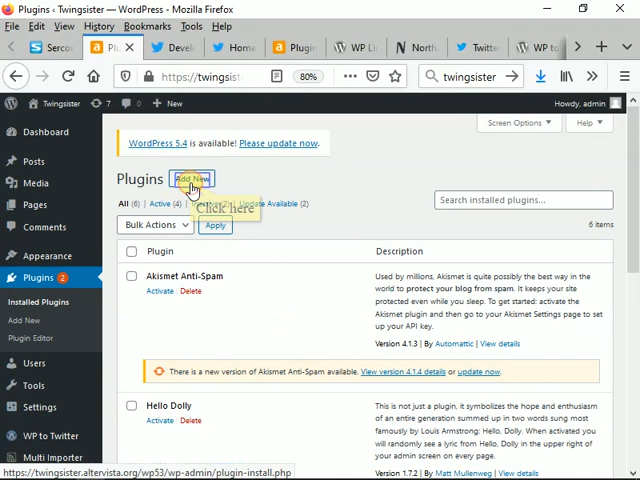 Plugins ‹ Twingsister — WordPress - Mozilla Firefox
File Edit View History Bookmarks Tools Help
Sercor Pl Devel Home Plugin WP Li North Twitte WP to
https://twingsist 80% twingsister
Twingsister 7 0 New Howdy, admin
Dashboard
Posts
Media
Pages
Comments
Appearance
Plugins 2
Installed Plugins
Add New
Plugin Editor
Users
Tools
Settings
WP to Twitter
Multi Importer
Screen Options Help
WordPress 5.4 is available! Please update now.
Plugins Add New
Click here
All (6) Active (4) Update Available (2)
Search installed plugins...
Bulk Actions Apply 6 items
Plugin Description
Akismet Anti-Spam
Activate Delete
Used by millions, Akismet is quite possibly the best way in the
world to protect your blog from spam. It keeps your site
protected even while you sleep. To get started: activate the
Akismet plugin and then go to your Akismet Settings page to set
up your API key.
Version 4.1.3 | By Automattic | View details
There is a new version of Akismet Anti-Spam available. View version 4.1.4 details or update now.
Hello Dolly
Activate Delete
This is not just a plugin, it symbolizes the hope and enthusiasm
of an entire generation summed up in two words sung most
famously by Louis Armstrong: Hello, Dolly. When activated you
will randomly see a lyric from Hello, Dolly in the upper right of
your admin screen on every page.
Version 1.7.2 | By Matt Mullenweg | View details
https://twingsister.altervista.org/wp53/wp-admin/plugin-install.php